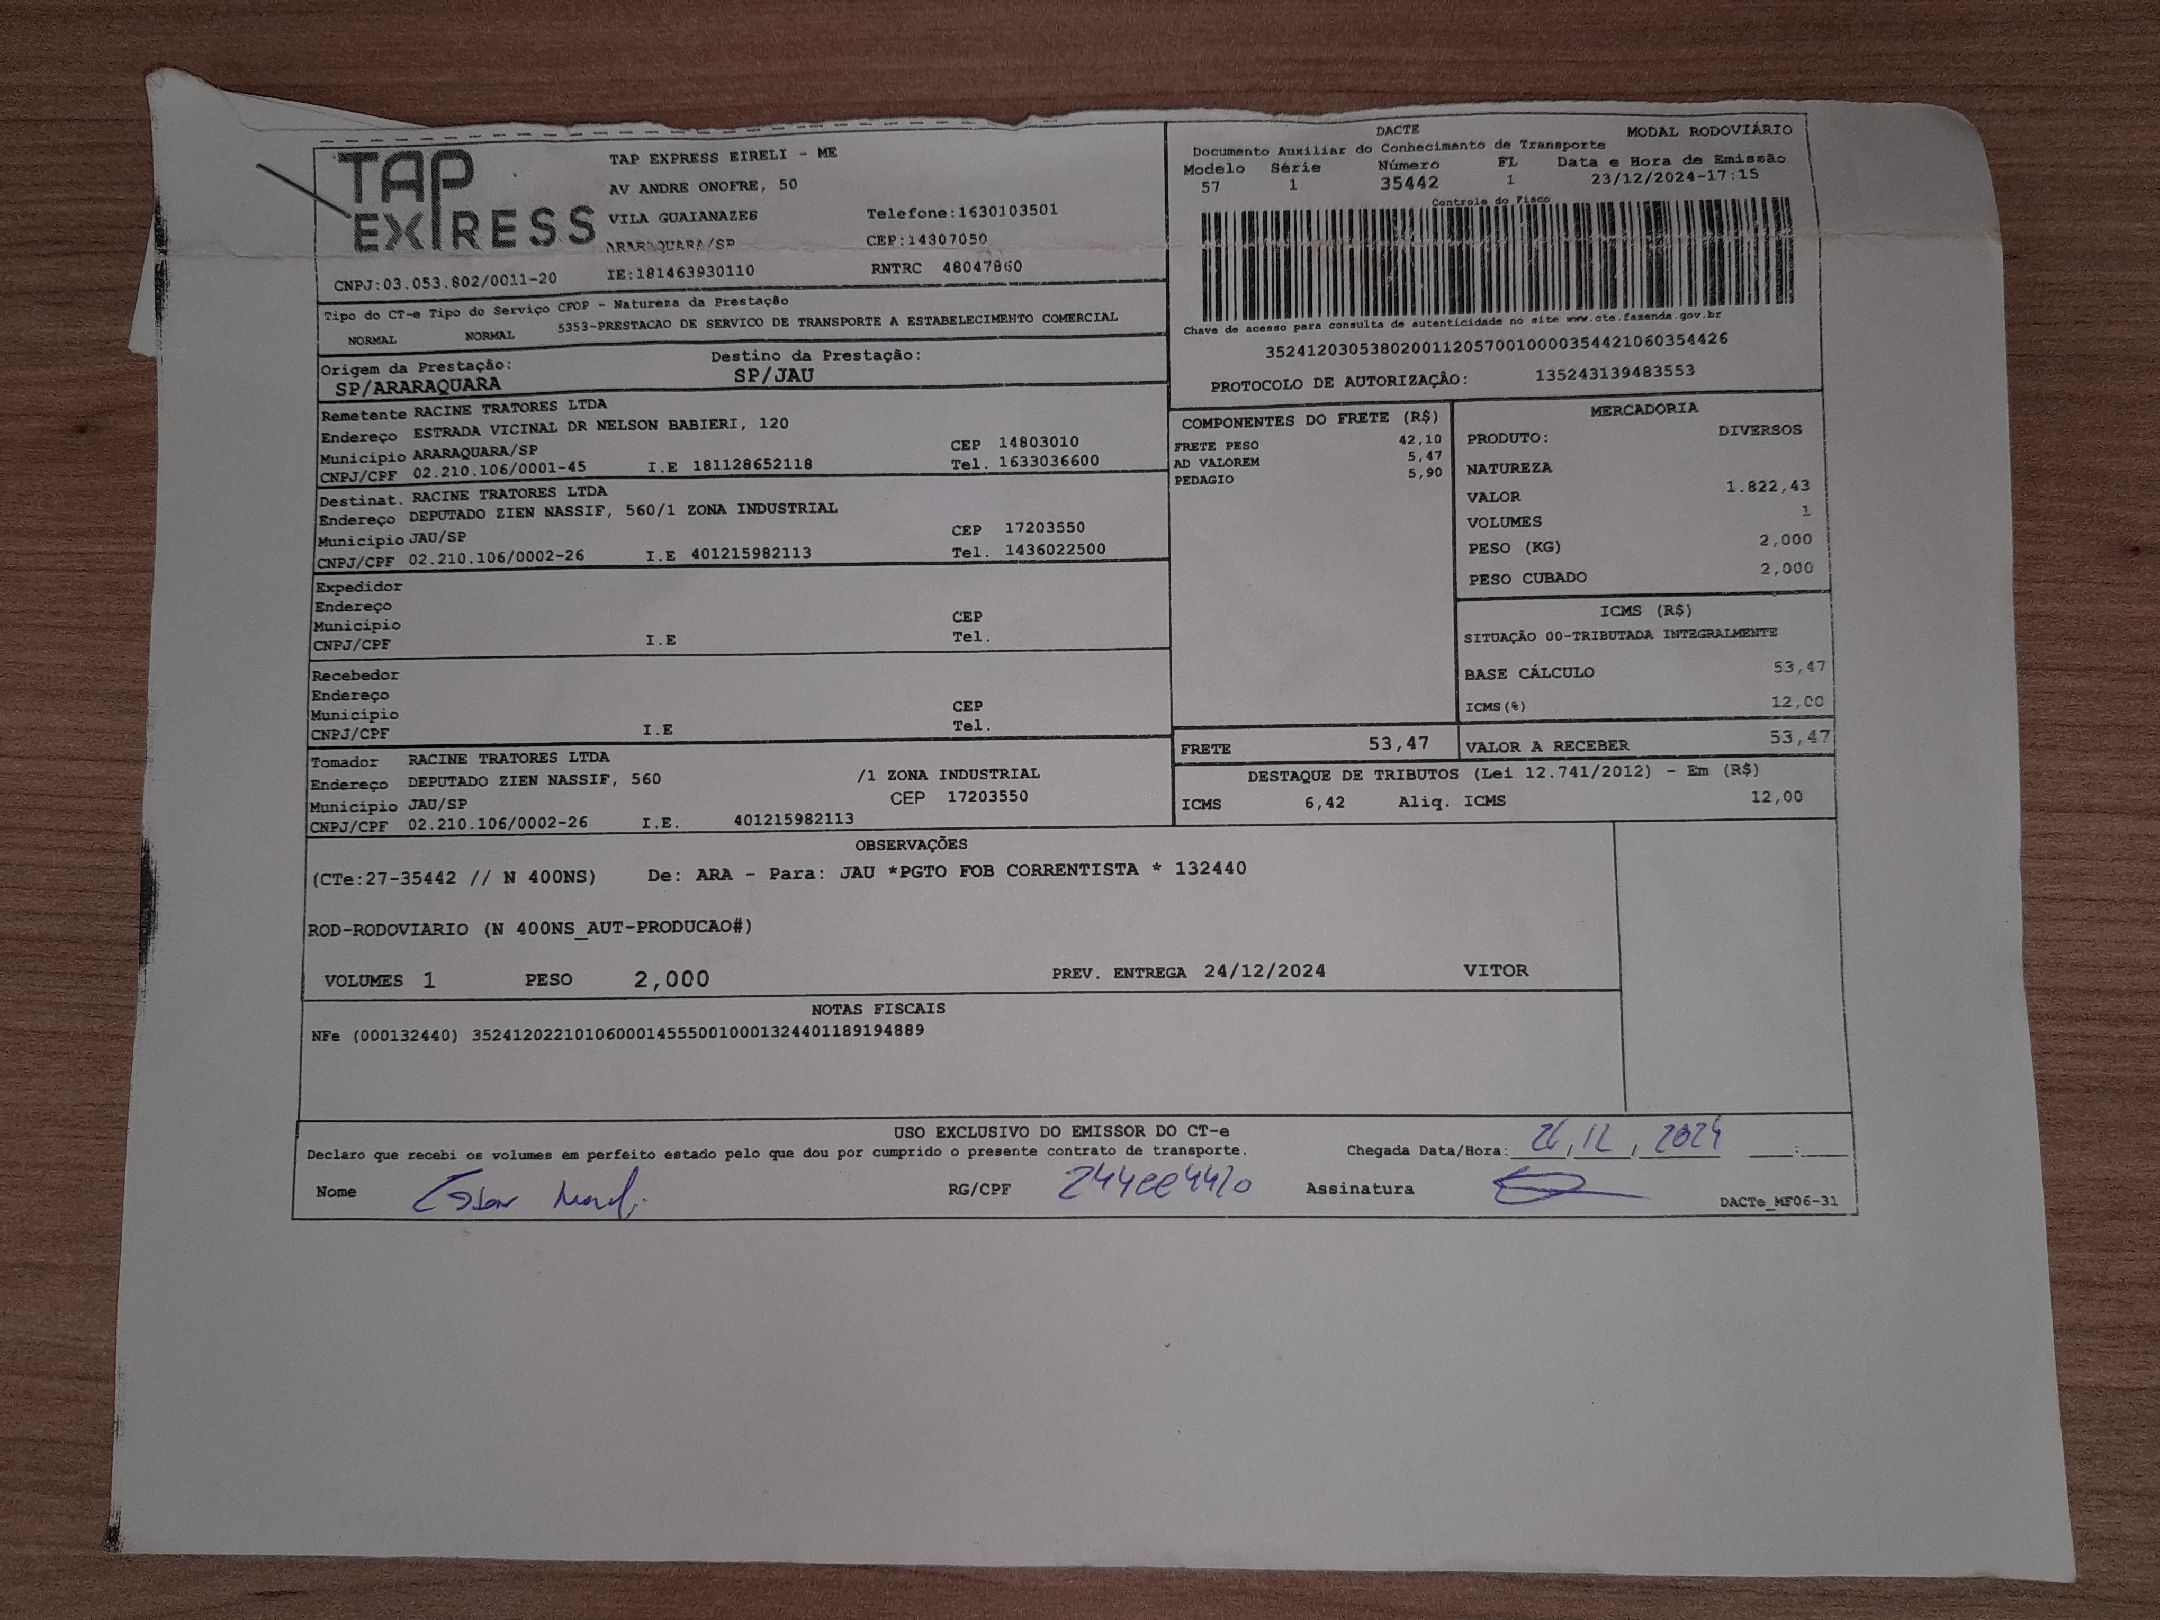 TAP
EXPRESS
TAP EXPRESS EIRELI - ME
AV ANDRE ONOFRE, 50
VILA GUAIANAZES Telefone:1630103501
ARARAQUARA/SP CEP:14807050
CNPJ:03.053.802/0011-20 IE:181463930110 RNTRC 48047860
DACTE MODAL RODOVIÁRIO
Documento Auxiliar do Conhecimento de Transporte
Modelo Série Número FL Data e Hora de Emissão
57 1 35442 1 23/12/2024-17:15
Controle do Fisco
Chave de acesso para consulta de autenticidade no site www.cte.fazenda.gov.br
35241203053802001120570010000354421060354426
PROTOCOLO DE AUTORIZAÇÂO: 135243139483553
Tipo do CT-e Tipo do Serviço CFOP - Natureza da Prestação
NORMAL NORMAL 5353-PRESTACAO DE SERVICO DE TRANSPORTE A ESTABELECIMENTO COMERCIAL
Origem da Prestação: Destino da Prestação:
SP/ARARAQUARA SP/JAU
Remetente RACINE TRATORES LTDA
Endereço ESTRADA VICINAL DR NELSON BABIERI, 120
Município ARARAQUARA/SP CEP 14803010
CNPJ/CPF 02.210.106/0001-45 I.E 181128652118 Tel. 1633036600
Destinat. RACINE TRATORES LTDA
Endereço DEPUTADO ZIEN NASSIF, 560/1 ZONA INDUSTRIAL
Município JAU/SP CEP 17203550
CNPJ/CPF 02.210.106/0002-26 I.E 401215982113 Tel. 1436022500
Expedidor
Endereço
Município CEP
CNPJ/CPF I.E Tel.
Recebedor
Endereço
Município CEP
CNPJ/CPF I.E Tel.
Tomador RACINE TRATORES LTDA
Endereço DEPUTADO ZIEN NASSIF, 560 /1 ZONA INDUSTRIAL
Município JAU/SP CEP 17203550
CNPJ/CPF 02.210.106/0002-26 I.E. 401215982113
COMPONENTES DO FRETE (R$)
FRETE PESO 42,10
AD VALOREM 5,47
PEDAGIO 5,90
MERCADORIA
PRODUTO: DIVERSOS
NATUREZA
VALOR 1.822,43
VOLUMES 1
PESO (KG) 2,000
PESO CUBADO 2,000
ICMS (R$)
SITUAÇÃO 00-TRIBUTADA INTEGRALMENTE
BASE CÁLCULO 53,47
ICMS(%) 12,00
FRETE 53,47 VALOR A RECEBER 53,47
DESTAQUE DE TRIBUTOS (Lei 12.741/2012) - Em (R$)
ICMS 6,42 Aliq. ICMS 12,00
OBSERVAÇÕES
(CTe:27-35442 // N 400NS) De: ARA - Para: JAU *PGTO FOB CORRENTISTA * 132440
ROD-RODOVIARIO (N 400NS_AUT-PRODUCAO#)
VOLUMES 1 PESO 2,000 PREV. ENTREGA 24/12/2024 VITOR
NOTAS FISCAIS
NFe (000132440) 35241202210106000145550010001324401189194889
USO EXCLUSIVO DO EMISSOR DO CT-e
Declaro que recebi os volumes em perfeito estado pelo que dou por cumprido o presente contrato de transporte. Chegada Data/Hora: 12, 2024
Nome RG/CPF Assinatura
DACTe_MF06-31